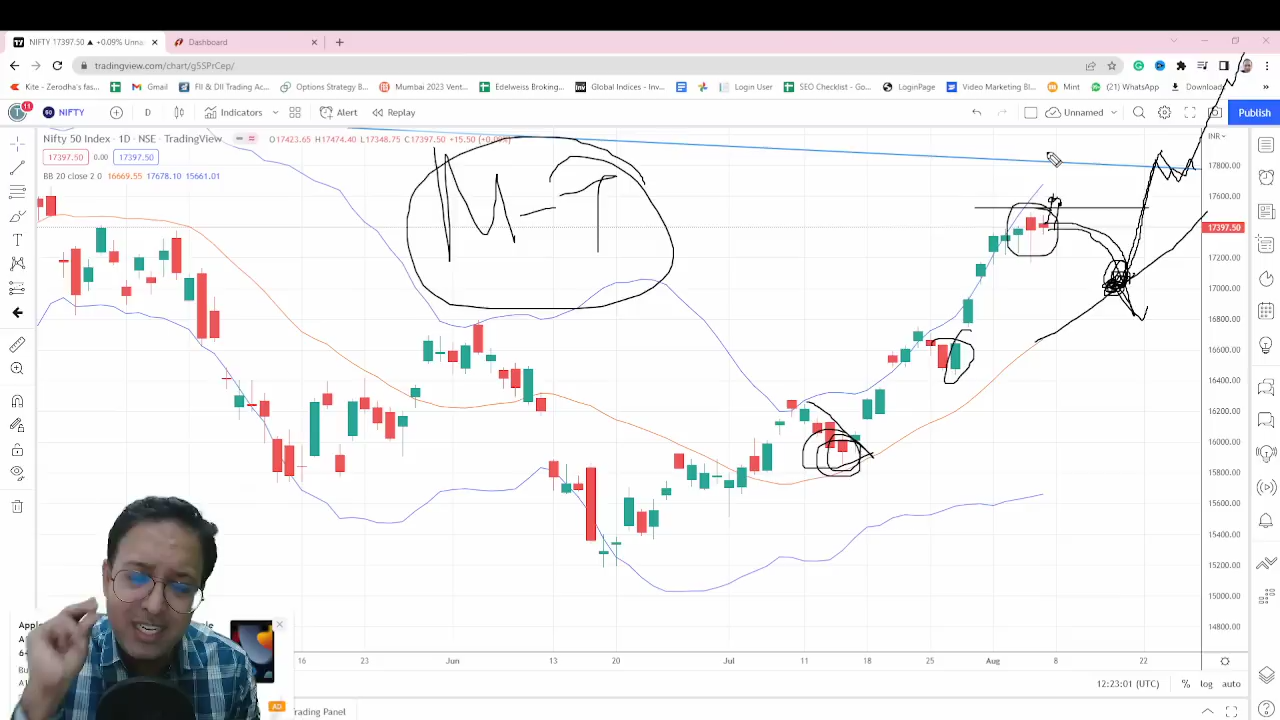 NIFTY 17397.50 ▲ +0.09% Unna
Dashboard
tradingview.com/chart/g5SPrCep/
Kite - Zerodha's fas...
Gmail
FII & DII Trading Ac...
Options Strategy B...
Mumbai 2023 Vent...
Edelweiss Broking...
Global Indices - Inv...
Login User
SEO Checklist - Go...
LoginPage
Video Marketing Bl...
Mint
(21) WhatsApp
Download
11
NIFTY
D
Indicators
Alert
Replay
Unnamed
Publish
Nifty 50 Index · 1D · NSE · TradingView
O17423.65 H17474.40 L17348.75 C17397.50 +15.50 (+0.09%)
INR
17397.50 0.00 17397.50
BB 20 close 2 0 16669.55 17678.10 15661.01
M-T
17800.00
17600.00
17397.50
17200.00
17000.00
16800.00
16600.00
16400.00
16200.00
16000.00
15800.00
15600.00
15400.00
15200.00
15000.00
14800.00
16 23 Jun 13 20 Jul 11 18 25 Aug 8 22
12:23:01 (UTC) % log auto
AD
rading Panel